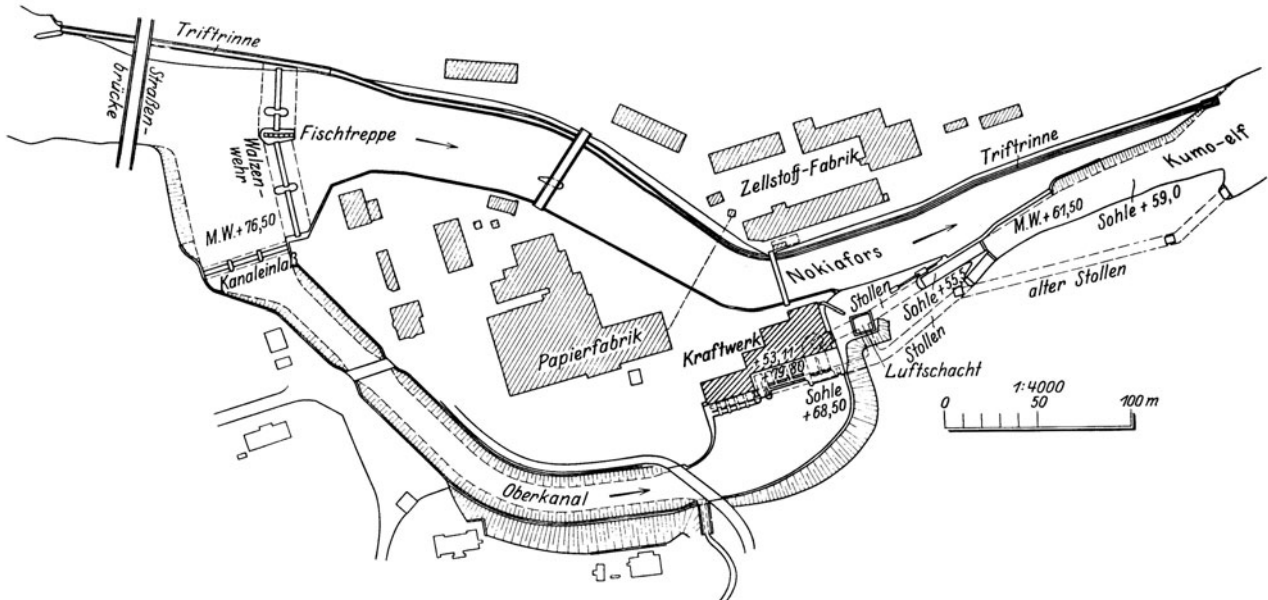 Triftrinne
Straßen-
brücke
Fischtreppe
Walzen-
wehr
M.W.+76,50
Kanaleinlaß
Zellstoff-Fabrik
Triftrinne
Kumo-elf
M.W.+61,50
Sohle+59,0
Nokiafors
alter Stollen
Stollen
Sohle+55,5
Stollen
Papierfabrik
Kraftwerk
+53,11
+79,80
Luftschacht
Sohle
+68,50
1:4000
0 50 100 m
Oberkanal